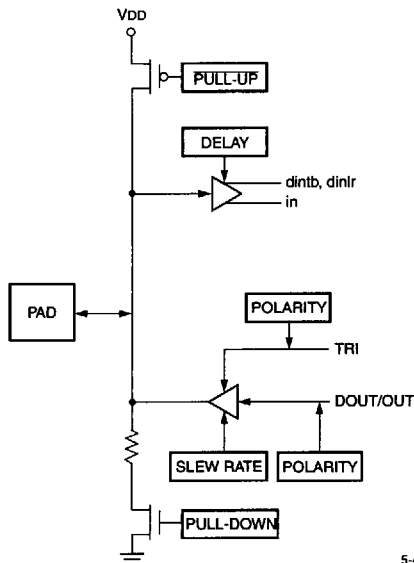 VDD
PULL-UP
DELAY
dintb, dinlr
in
PAD
POLARITY
TRI
DOUT/OUT
SLEW RATE
POLARITY
PULL-DOWN